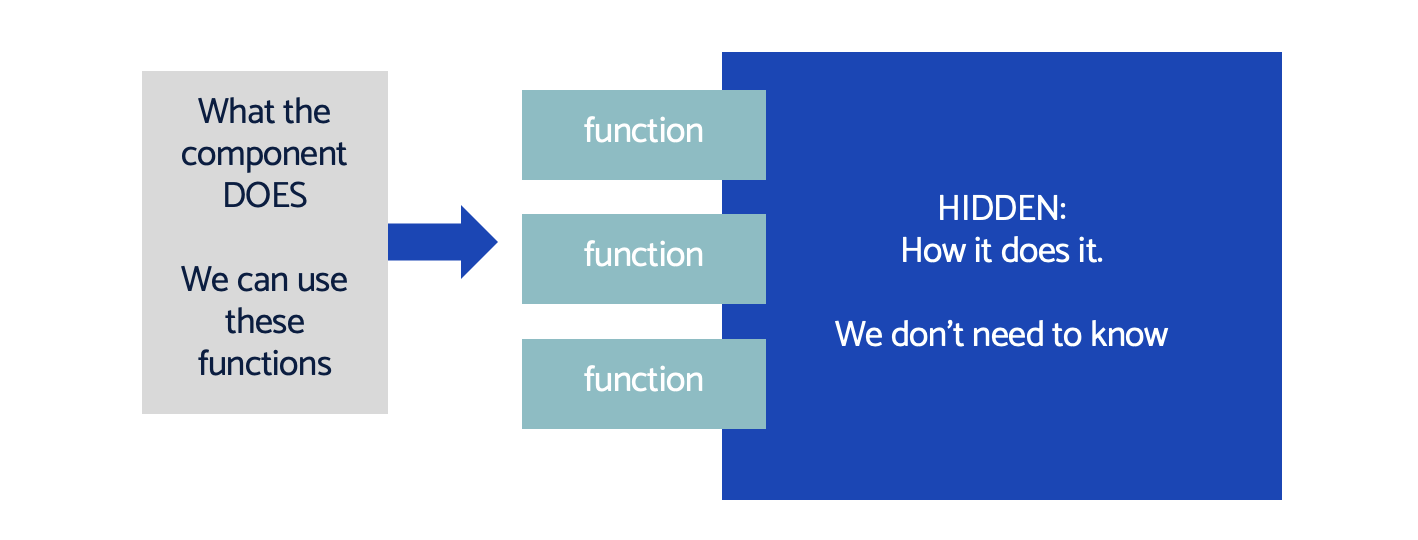 What the
component
DOES
We can use
these
functions
function
function
function
HIDDEN:
How it does it.
We don’t need to know